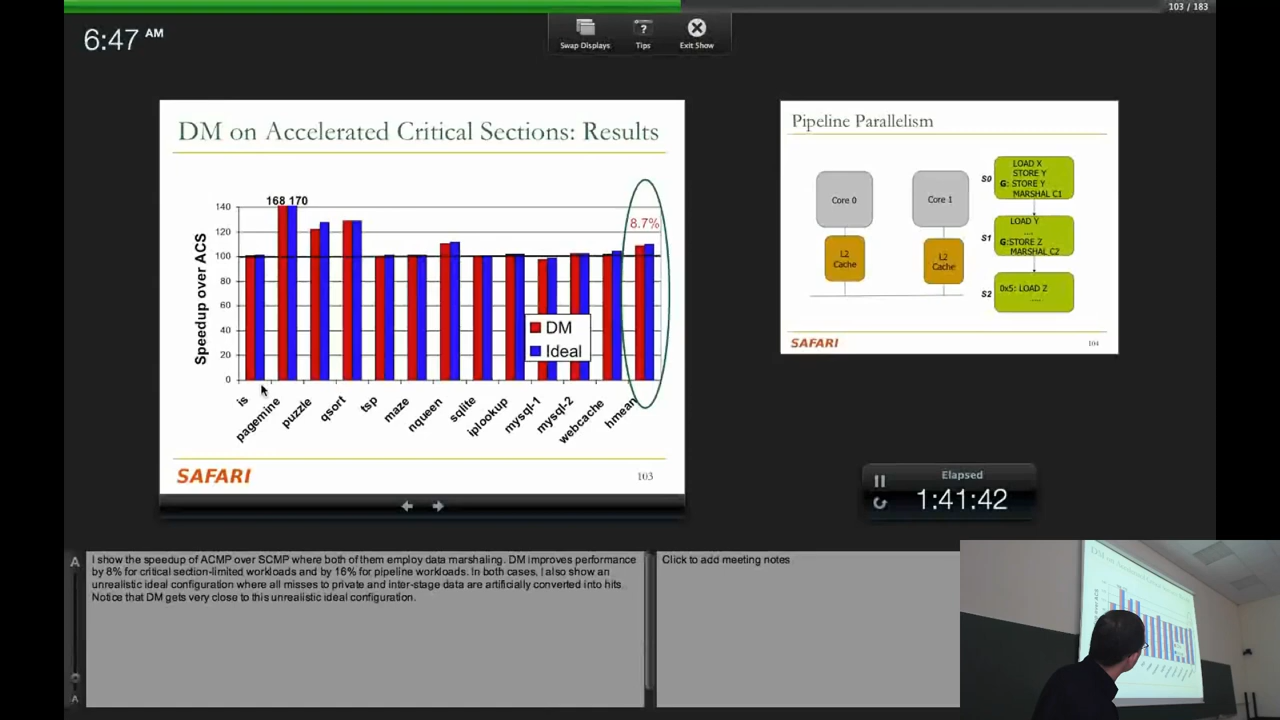 103 / 183
6:47 AM
Swap Displays
Tips
Exit Show
DM on Accelerated Critical Sections: Results
Speedup over ACS
168 170
140
120
100
80
60
40
20
0
8.7%
DM
Ideal
is
pagemine
puzzle
qsort
tsp
maze
nqueen
sqlite
iplookup
mysql-1
mysql-2
webcache
hmean
SAFARI
103
Pipeline Parallelism
Core 0
Core 1
L2
Cache
L2
Cache
S0
LOAD X
STORE Y
G: STORE Y
MARSHAL C1
S1
LOAD Y
....
G:STORE Z
MARSHAL C2
S2
0x5: LOAD Z
....
SAFARI
104
Elapsed
1:41:42
A
A
I show the speedup of ACMP over SCMP where both of them employ data marshaling. DM improves performance
by 8% for critical section-limited workloads and by 16% for pipeline workloads. In both cases, I also show an
unrealistic ideal configuration where all misses to private and inter-stage data are artificially converted into hits.
Notice that DM gets very close to this unrealistic ideal configuration.
Click to add meeting notes